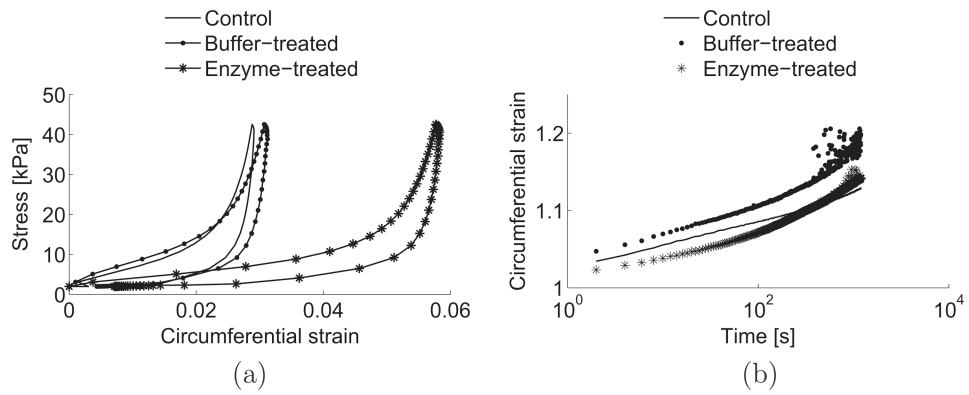 Control
Buffer−treated
Enzyme−treated
50
40
30
20
10
0
Stress [kPa]
0
0.02
0.04
0.06
Circumferential strain
(a)
Control
Buffer−treated
Enzyme−treated
1.2
1.1
1
Circumferential strain
10^0
10^2
10^4
Time [s]
(b)